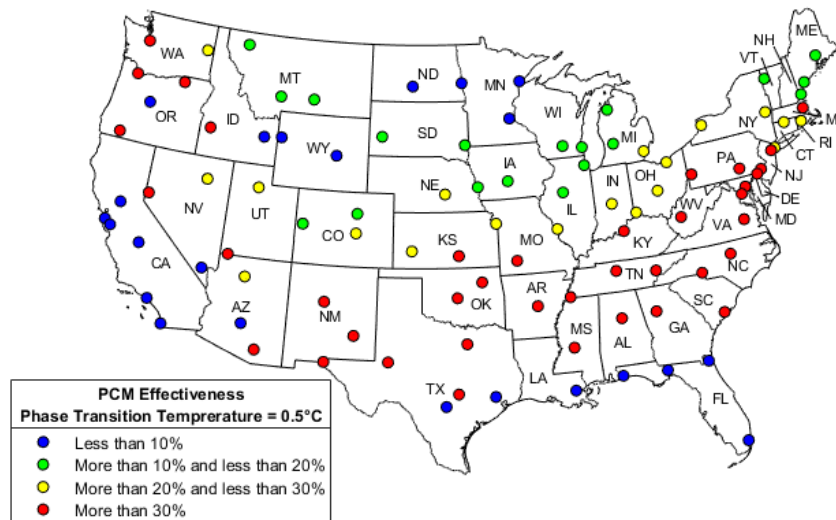 ME
NH
VT
WA
MT
ND
MN
OR
ID
WI
NY
M
SD
MI
RI
WY
CT
IA
PA
OH
NJ
NE
IN
NV
IL
DE
UT
WV
MD
CO
VA
KS
MO
KY
CA
NC
TN
OK
AR
AZ
NM
SC
MS
AL
GA
LA
TX
FL
PCM Effectiveness
Phase Transition Temprerature = 0.5°C
Less than 10%
More than 10% and less than 20%
More than 20% and less than 30%
More than 30%